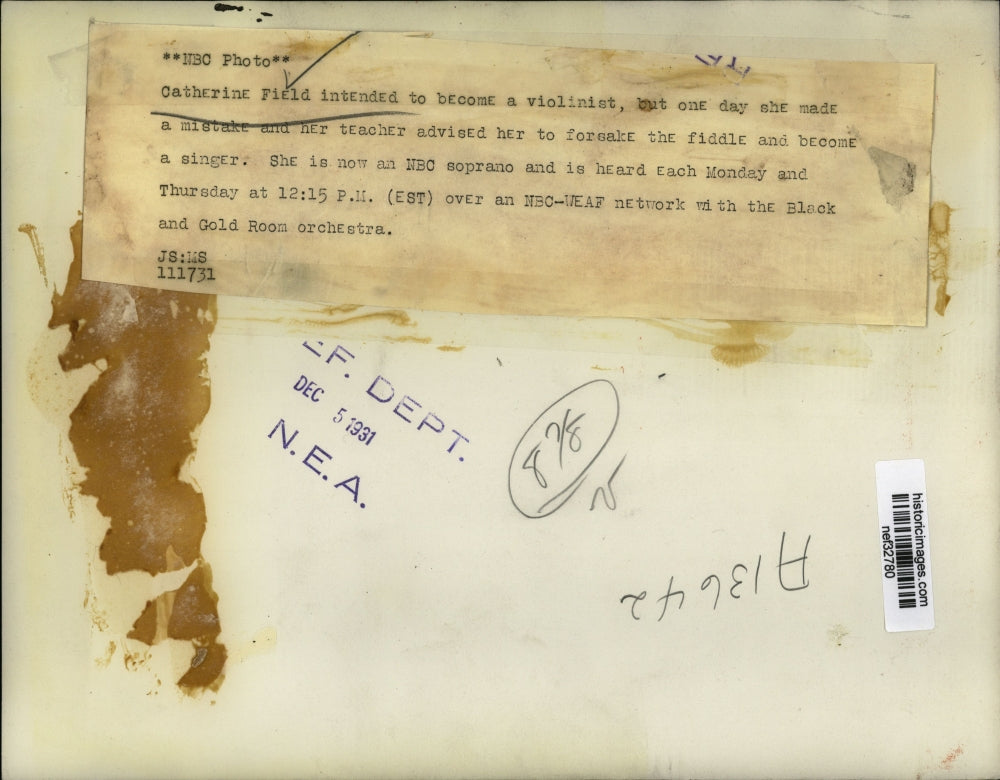 **NBC Photo**
Catherine Field intended to become a violinist, but one day she made
a mistake and her teacher advised her to forsake the fiddle and become
a singer. She is now an NBC soprano and is heard each Monday and
Thursday at 12:15 P.M. (EST) over an NBC-WEAF network with the Black
and Gold Room orchestra.
JS:MS
111731
EF. DEPT.
DEC 5 1931
N.E.A.
historicimages.com
nef32780
A13642